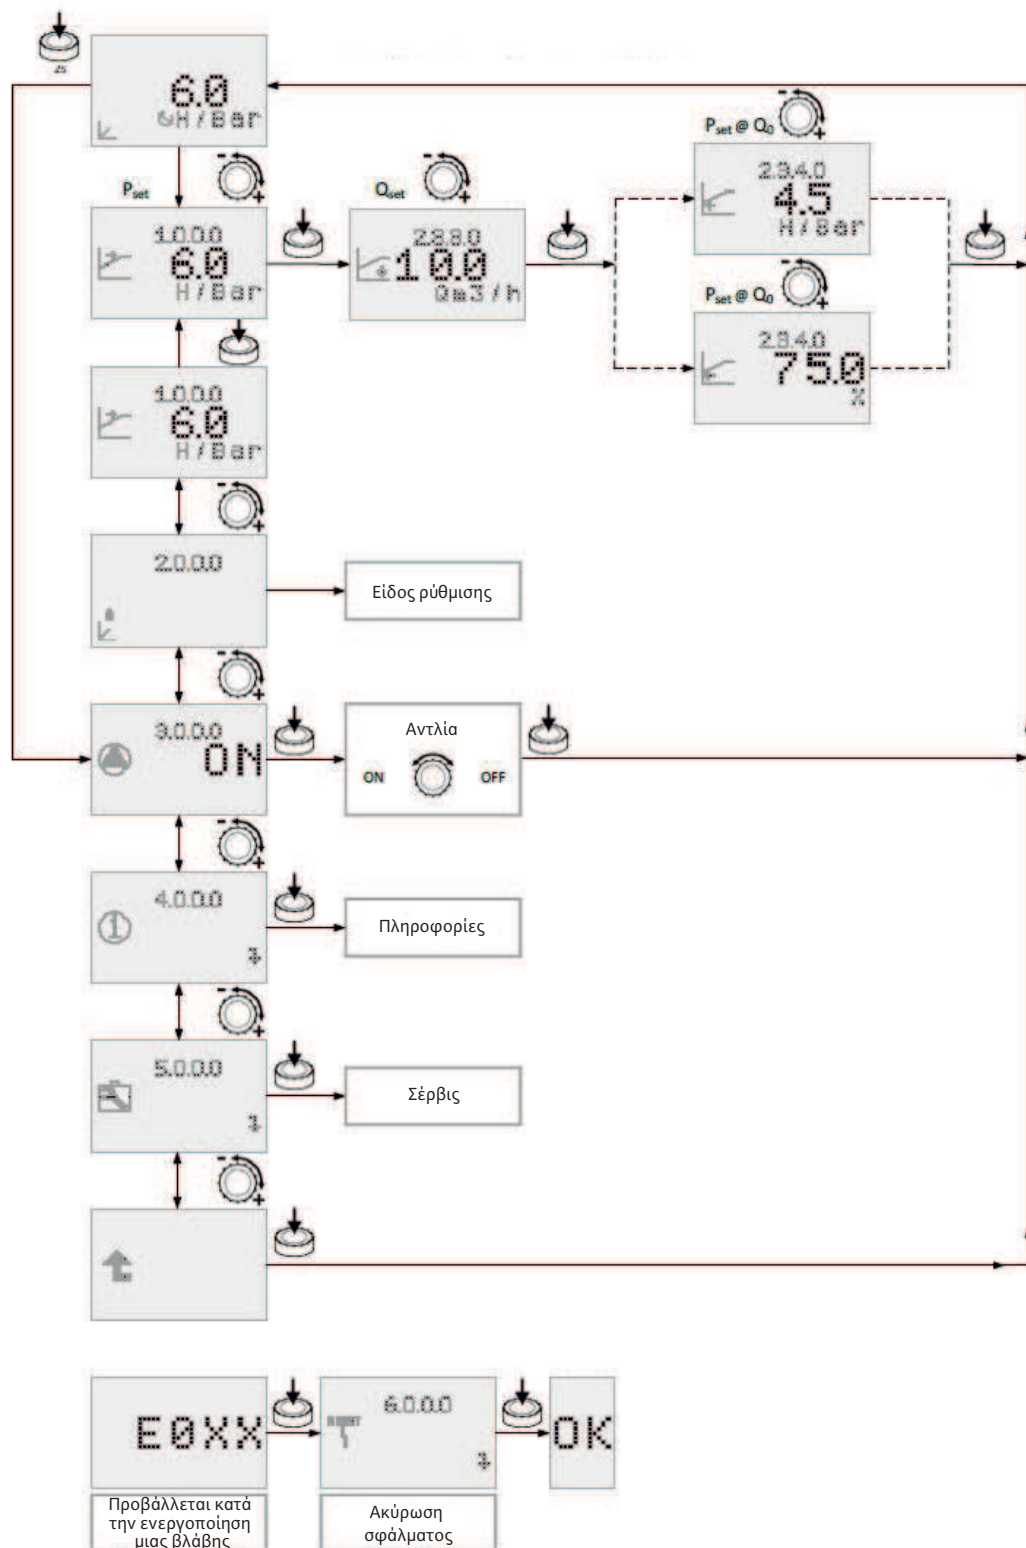 2s
6.0
H/Bar
Pset
1.0.0.0
6.0
H/Bar
Qset
2.3.3.0
10.0
Qm3/h
Pset @ Q0
2.3.4.0
4.5
H/Bar
Pset @ Q0
2.3.4.0
75.0
%
1.0.0.0
6.0
H/Bar
2.0.0.0
Είδος ρύθμισης
3.0.0.0
ON
Αντλία
ON OFF
4.0.0.0
Πληροφορίες
5.0.0.0
Σέρβις
E0XX
6.0.0.0
RESET
OK
Προβάλλεται κατά
την ενεργοποίηση
μιας βλάβης
Ακύρωση
σφάλματος